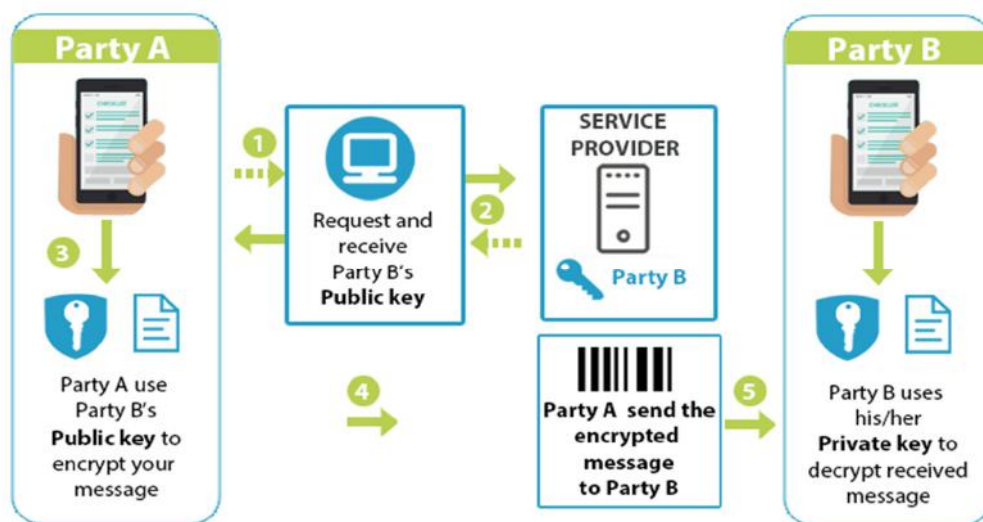 Party A
CHECKLIST
3
Party A use
Party B's
Public key to
encrypt your
message
1
Request and
receive
Party B's
Public key
2
SERVICE
PROVIDER
Party B
4
Party A send the
encrypted
message
to Party B
5
Party B
CHECKLIST
Party B uses
his/her
Private key to
decrypt received
message